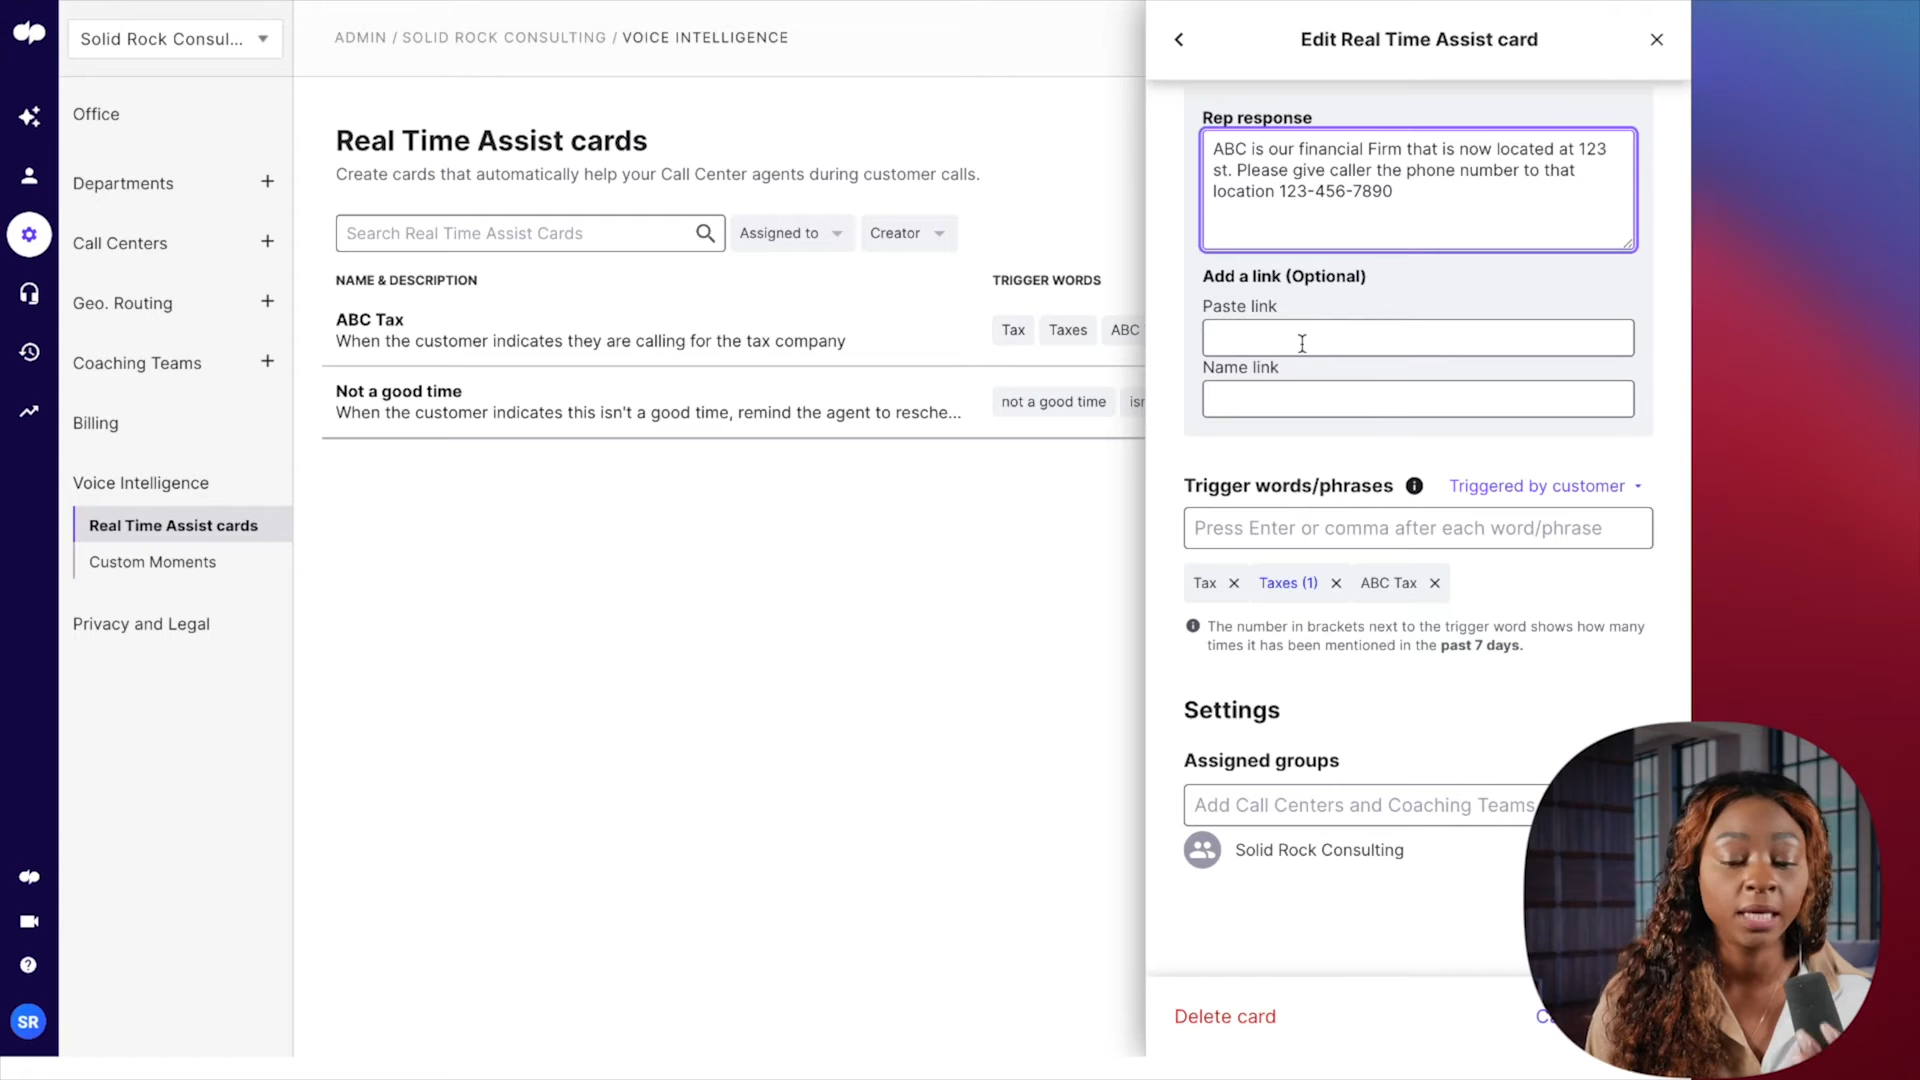 Solid Rock Consul...
Office
Departments
Call Centers
Geo. Routing
Coaching Teams
Billing
Voice Intelligence
Real Time Assist cards
Custom Moments
Privacy and Legal
SR
ADMIN / SOLID ROCK CONSULTING / VOICE INTELLIGENCE
Real Time Assist cards
Create cards that automatically help your Call Center agents during customer calls.
Search Real Time Assist Cards
Assigned to
Creator
NAME & DESCRIPTION
TRIGGER WORDS
ABC Tax
When the customer indicates they are calling for the tax company
Tax
Taxes
ABC
Not a good time
When the customer indicates this isn't a good time, remind the agent to resche...
not a good time
isn
Edit Real Time Assist card
Rep response
ABC is our financial Firm that is now located at 123
st. Please give caller the phone number to that
location 123-456-7890
Add a link (Optional)
Paste link
Name link
Trigger words/phrases
Triggered by customer
Press Enter or comma after each word/phrase
Tax
Taxes (1)
ABC Tax
The number in brackets next to the trigger word shows how many
times it has been mentioned in the past 7 days.
Settings
Assigned groups
Add Call Centers and Coaching Teams
Solid Rock Consulting
Delete card